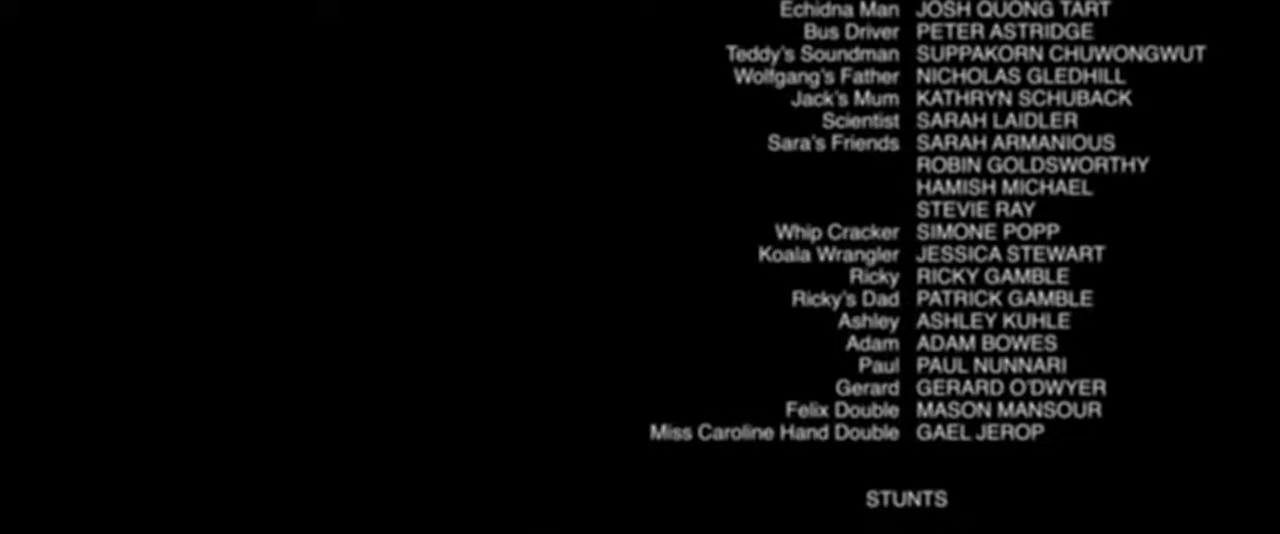 Echidna Man JOSH QUONG TART
Bus Driver PETER ASTRIDGE
Teddy's Soundman SUPPAKORN CHUWONGWUT
Wolfgang's Father NICHOLAS GLEDHILL
Jack's Mum KATHRYN SCHUBACK
Scientist SARAH LAIDLER
Sara's Friends SARAH ARMANIOUS
ROBIN GOLDSWORTHY
HAMISH MICHAEL
STEVIE RAY
Whip Cracker SIMONE POPP
Koala Wrangler JESSICA STEWART
Ricky RICKY GAMBLE
Ricky's Dad PATRICK GAMBLE
Ashley ASHLEY KUHLE
Adam ADAM BOWES
Paul PAUL NUNNARI
Gerard GERARD O'DWYER
Felix Double MASON MANSOUR
Miss Caroline Hand Double GAEL JEROP
STUNTS